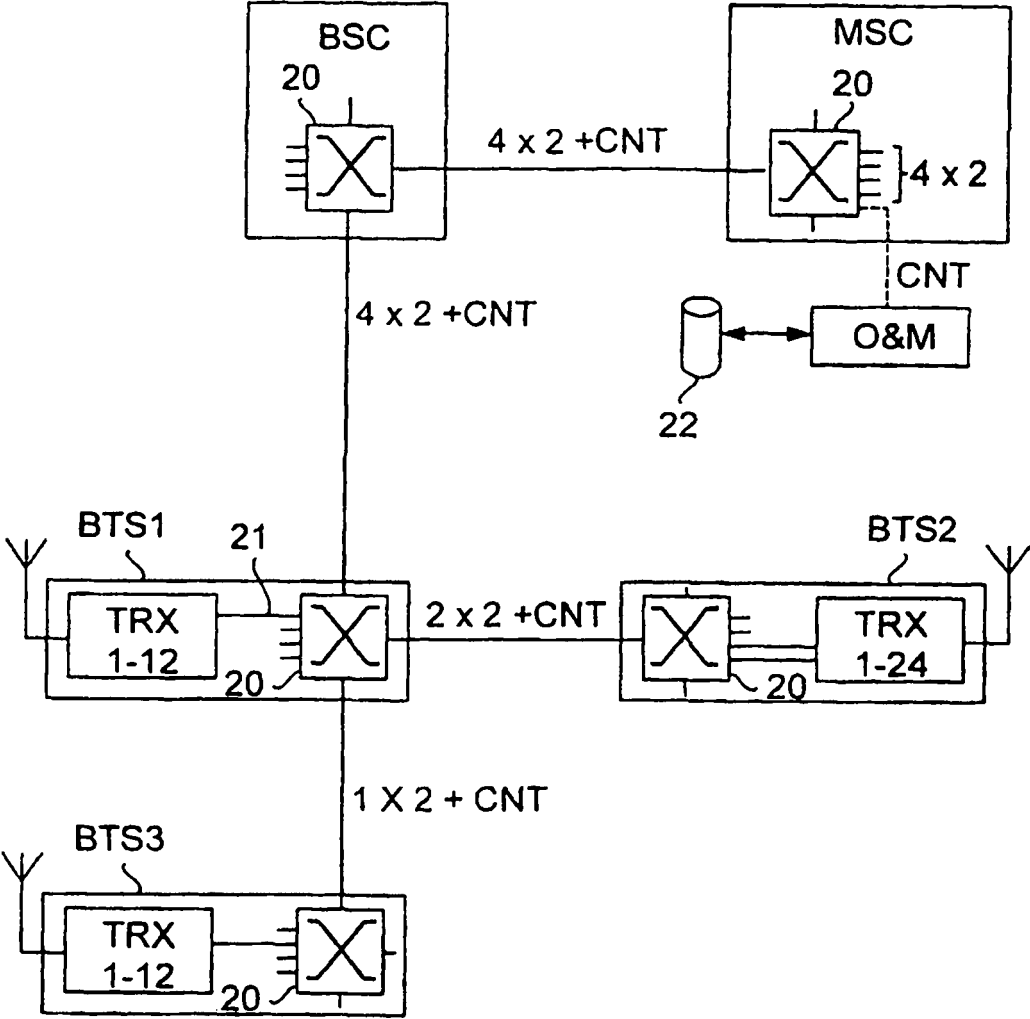 BSC
MSC
20
20
4 x 2 +CNT
4 x 2
CNT
4 x 2 +CNT
O&M
22
BTS1
21
BTS2
TRX
1-12
2 x 2 +CNT
TRX
1-24
20
20
1 X 2 + CNT
BTS3
TRX
1-12
20